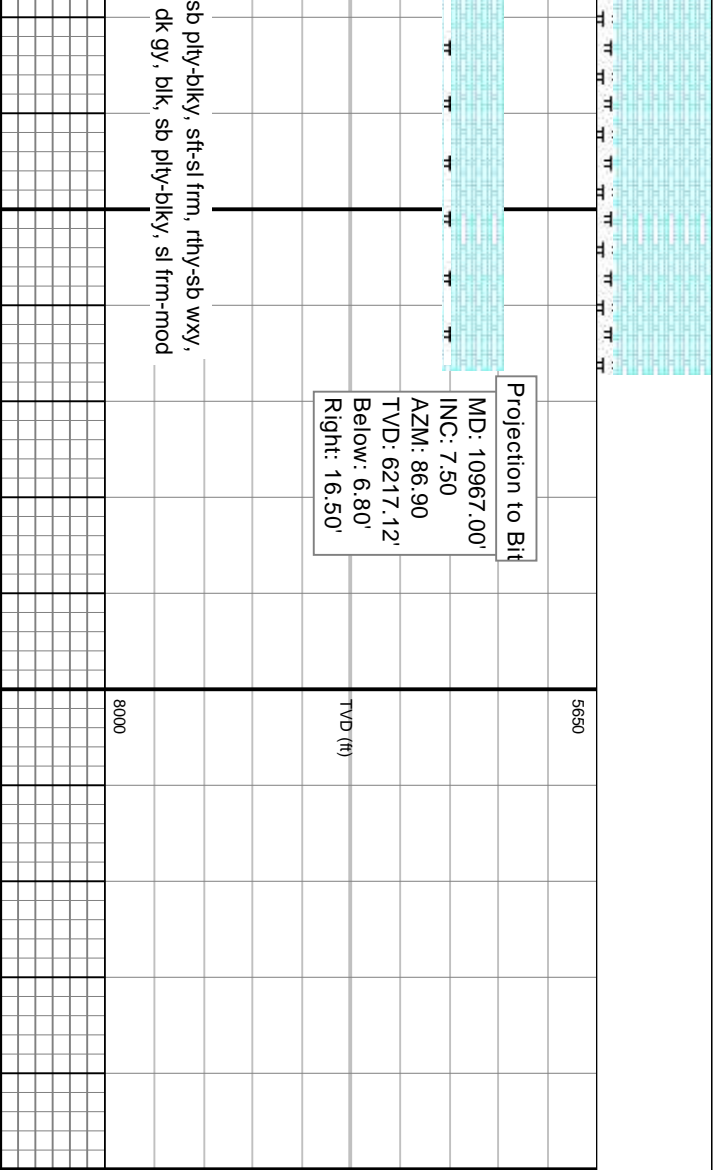 Projection to Bit
MD: 10967.00'
INC: 7.50
AZM: 86.90
TVD: 6217.12'
Below: 6.80'
Right: 16.50'
5650
TVD (ft)
8000
sb plty-blky, sft-sl frm, rthy-sb wxy,
dk gy, blk, sb plty-blky, sl frm-mod